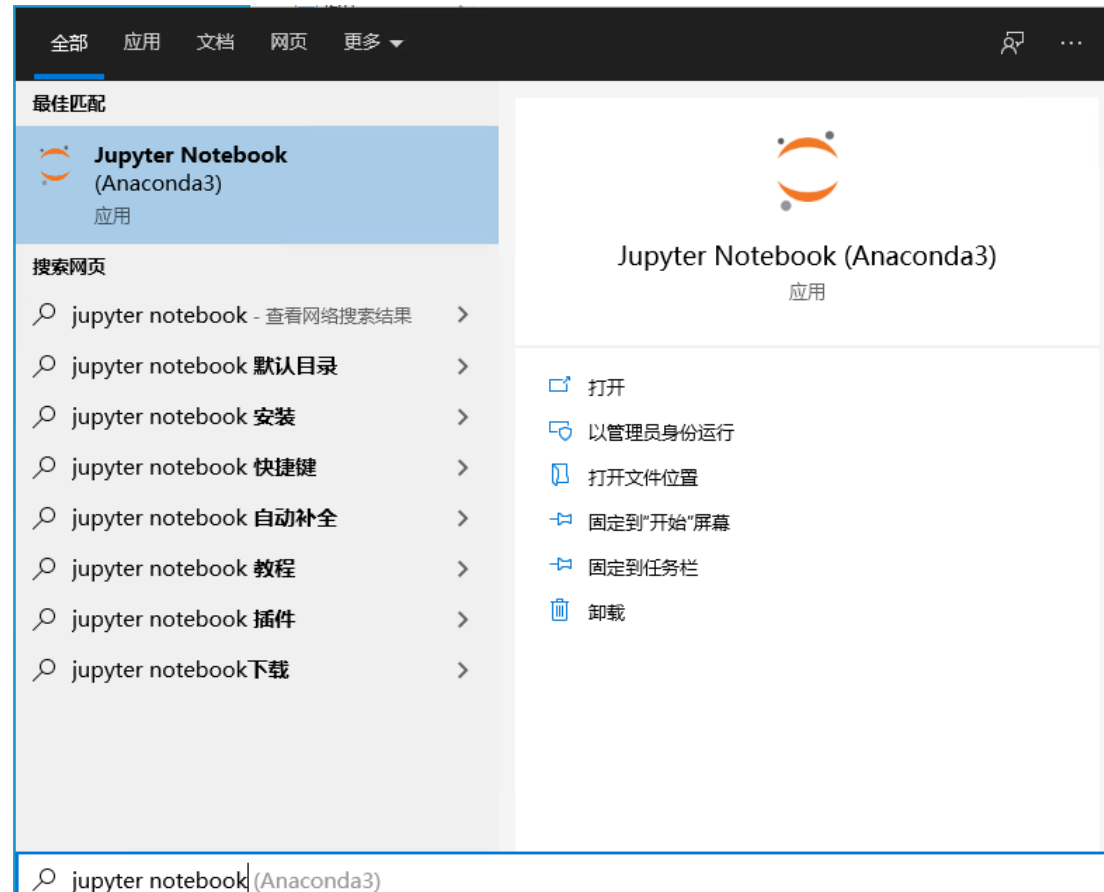 全部 应用 文档 网页 更多
最佳匹配
Jupyter Notebook
(Anaconda3)
应用
搜索网页
jupyter notebook - 查看网络搜索结果
jupyter notebook 默认目录
jupyter notebook 安装
jupyter notebook 快捷键
jupyter notebook 自动补全
jupyter notebook 教程
jupyter notebook 插件
jupyter notebook下载
Jupyter Notebook (Anaconda3)
应用
打开
以管理员身份运行
打开文件位置
固定到"开始"屏幕
固定到任务栏
卸载
jupyter notebook (Anaconda3)